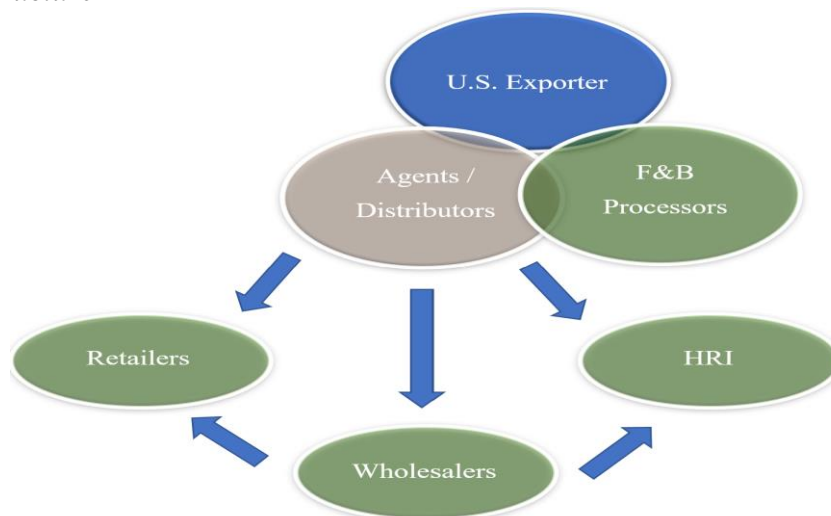 U.S. Exporter
Agents /
Distributors
F&B
Processors
Retailers
HRI
Wholesalers